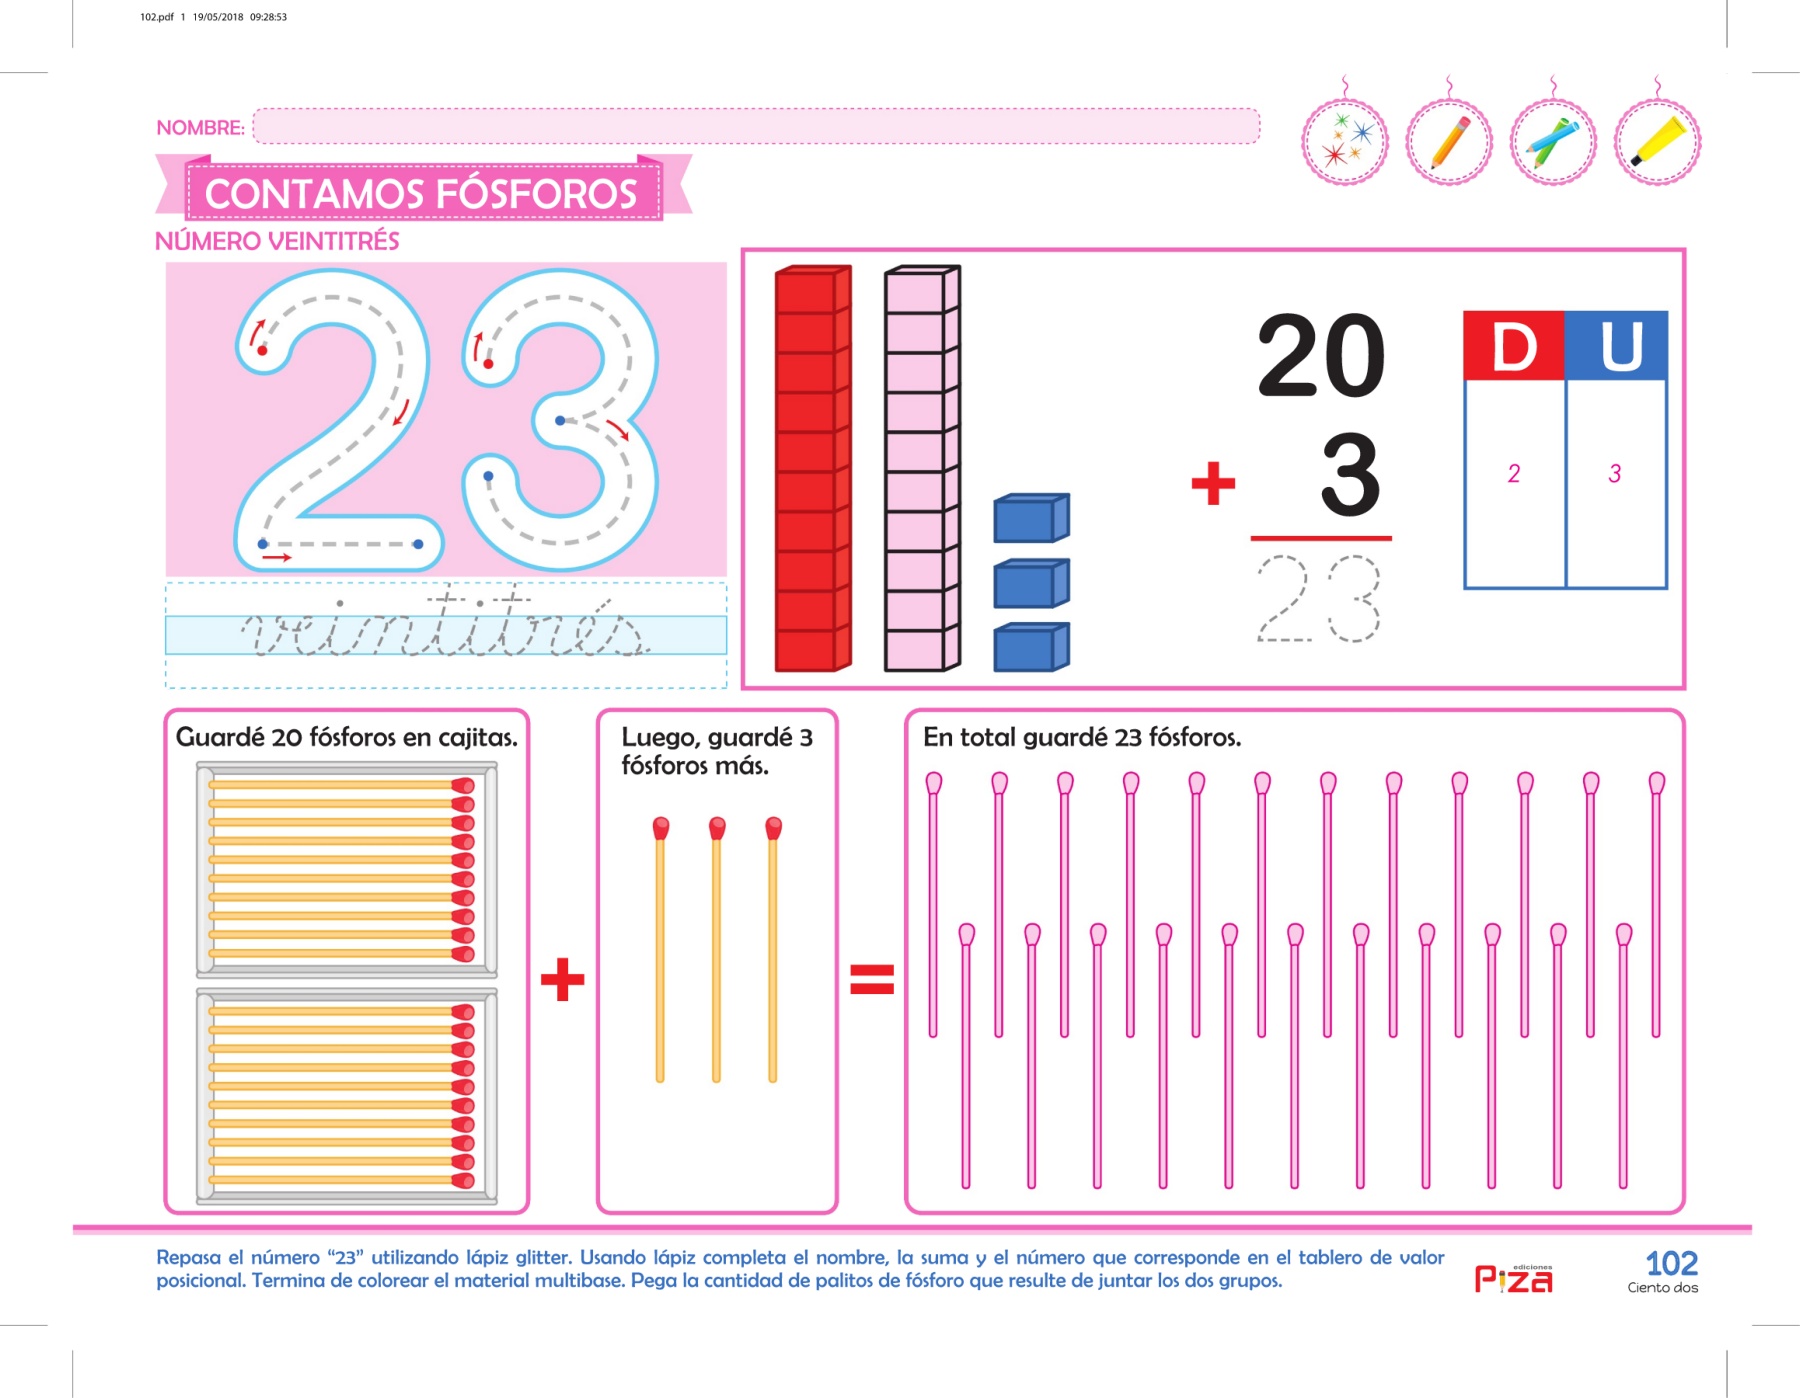 102.pdf 1 19/05/2018 09:28:53
NOMBRE:
CONTAMOS FÓSFOROS
NÚMERO VEINTITRÉS
23
veintitrés
20
+ 3
23
D U
2 3
Guardé 20 fósforos en cajitas.
+
Luego, guardé 3
fósforos más.
=
En total guardé 23 fósforos.
Repasa el número “23” utilizando lápiz glitter. Usando lápiz completa el nombre, la suma y el número que corresponde en el tablero de valor
posicional. Termina de colorear el material multibase. Pega la cantidad de palitos de fósforo que resulte de juntar los dos grupos.
ediciones
Piza
102
Ciento dos